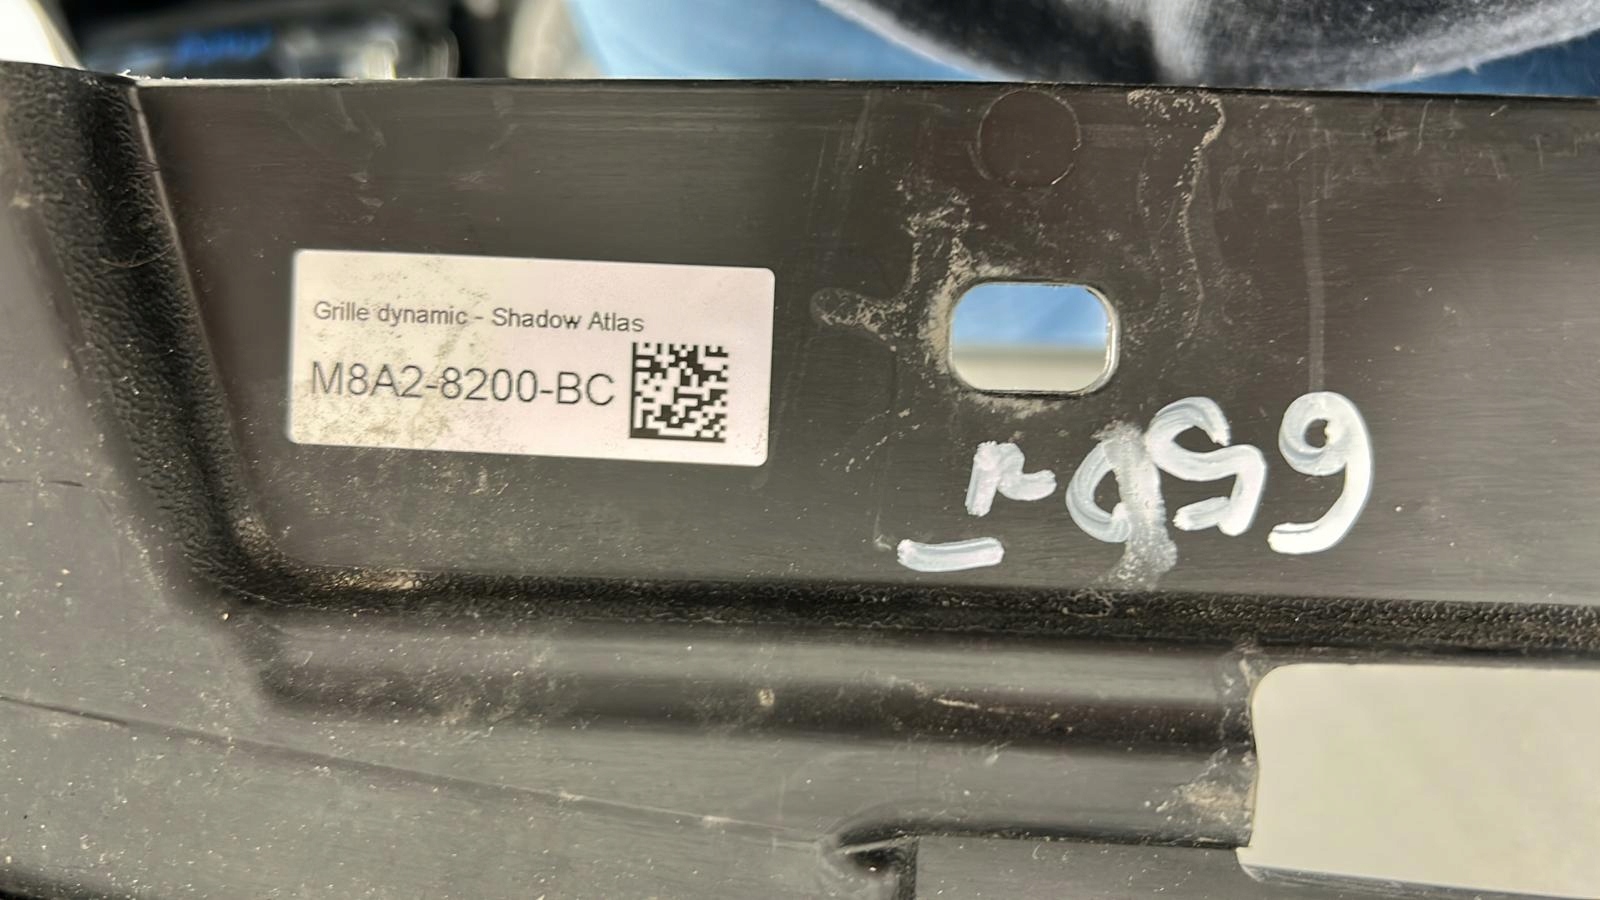 Grille dynamic - Shadow Atlas
M8A2-8200-BC